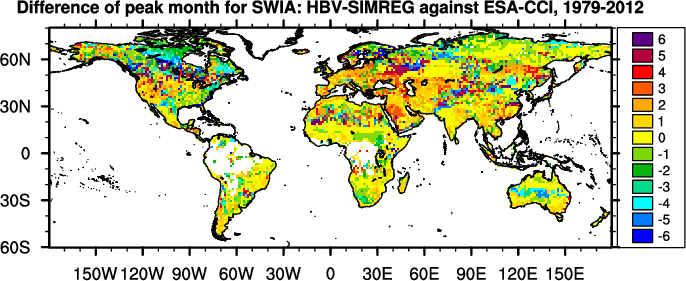 Difference of peak month for SWIA: HBV-SIMREG against ESA-CCI, 1979-2012
60N
30N
0
30S
60S
150W 120W 90W 60W 30W 0 30E 60E 90E 120E 150E
6
5
4
3
2
1
0
-1
-2
-3
-4
-5
-6